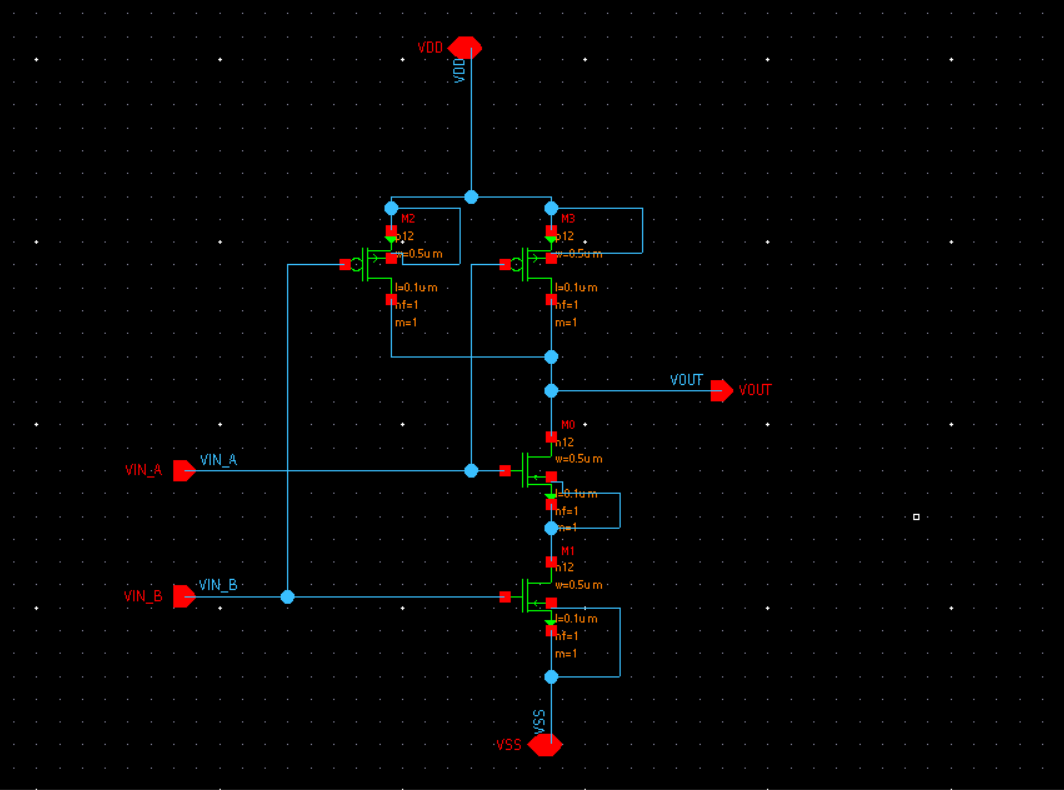 VDD
VDD
M2
p12
w=0.5um
l=0.1um
nf=1
m=1
M3
p12
w=0.5um
l=0.1um
nf=1
m=1
VOUT
VOUT
M0
n12
w=0.5um
l=0.1um
nf=1
m=1
VIN_A
VIN_A
M1
n12
w=0.5um
l=0.1um
nf=1
m=1
VIN_B
VIN_B
VSS
VSS